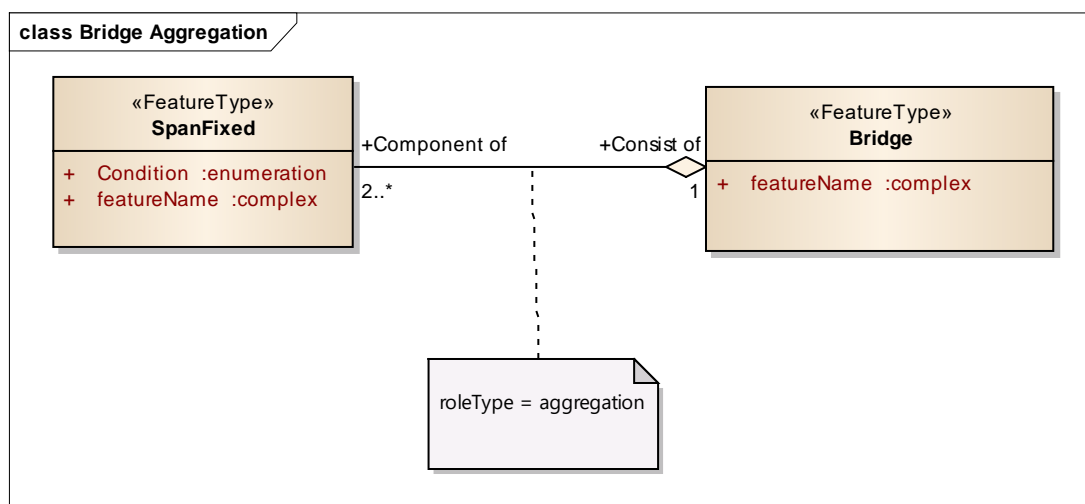 class Bridge Aggregation
«FeatureType»
SpanFixed
+ Condition :enumeration
+ featureName :complex
+Component of
2..*
+Consist of
1
«FeatureType»
Bridge
+ featureName :complex
roleType = aggregation